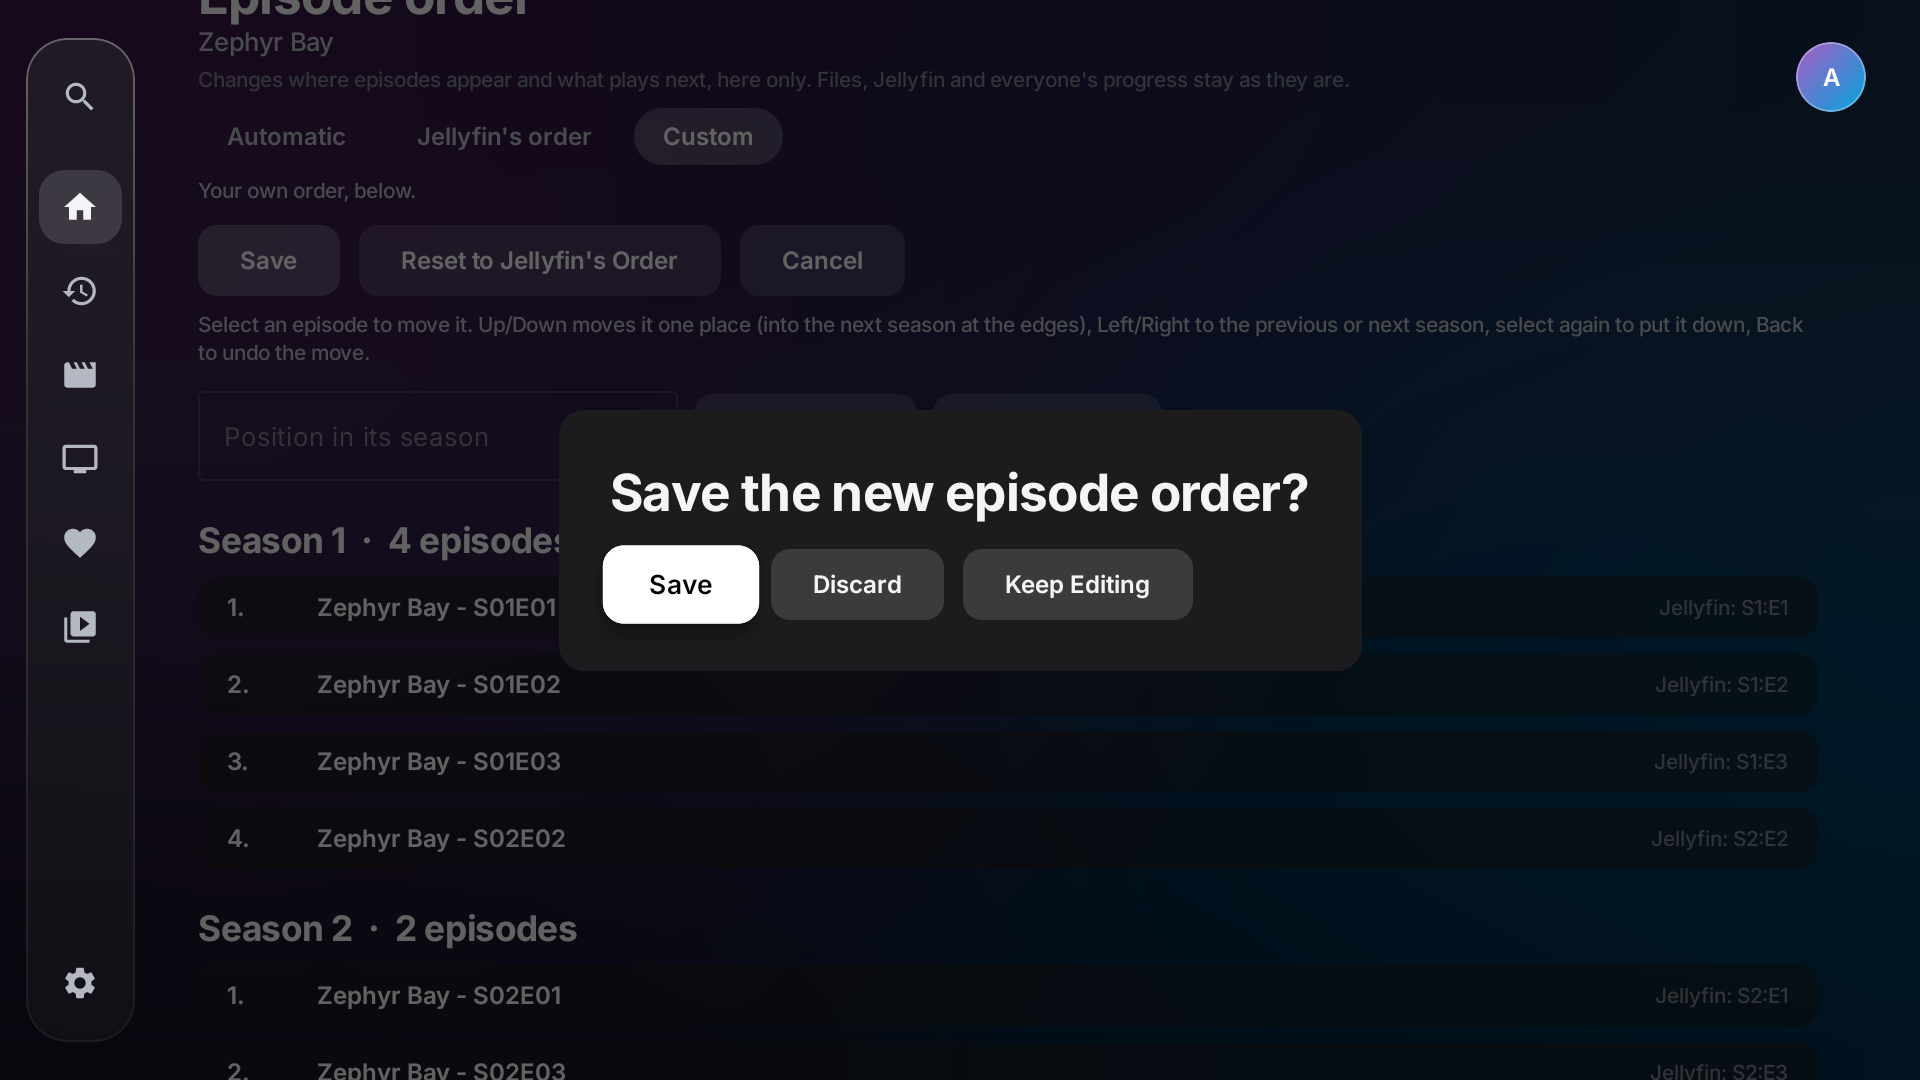 Episode order
Zephyr Bay
Changes where episodes appear and what plays next, here only. Files, Jellyfin and everyone's progress stay as they are.
A
Automatic
Jellyfin's order
Custom
Your own order, below.
Save
Reset to Jellyfin's Order
Cancel
Select an episode to move it. Up/Down moves it one place (into the next season at the edges), Left/Right to the previous or next season, select again to put it down, Back
to undo the move.
Position in its season
Save the new episode order?
Save
Discard
Keep Editing
Season 1 · 4 episodes
1. Zephyr Bay - S01E01 Jellyfin: S1:E1
2. Zephyr Bay - S01E02 Jellyfin: S1:E2
3. Zephyr Bay - S01E03 Jellyfin: S1:E3
4. Zephyr Bay - S02E02 Jellyfin: S2:E2
Season 2 · 2 episodes
1. Zephyr Bay - S02E01 Jellyfin: S2:E1
2. Zephyr Bay - S02E03 Jellyfin: S2:E3